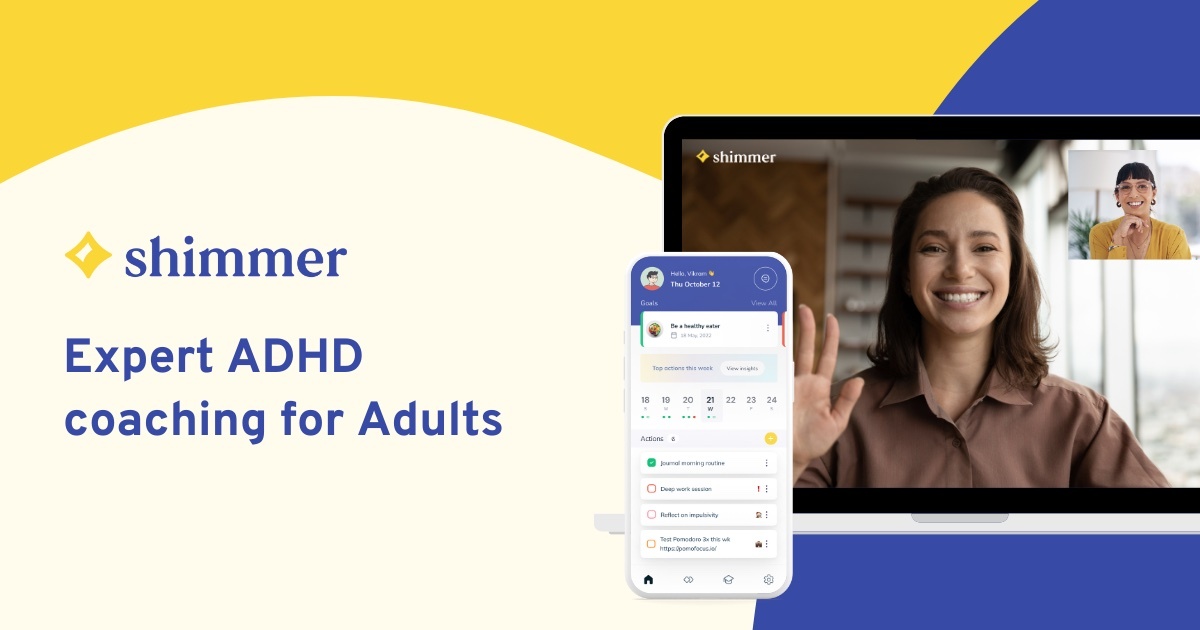 shimmer
Expert ADHD
coaching for Adults
shimmer
Hello, Vikram
Thu October 12
Goals
View All
Be a healthy eater
18 May, 2022
Top actions this week
View insights
18 19 20 21 22 23 24
W
Actions 6
Journal morning routine
Deep work session
Reflect on impulsivity
Test Pomodoro 3x this wk
https://pomofocus.io/